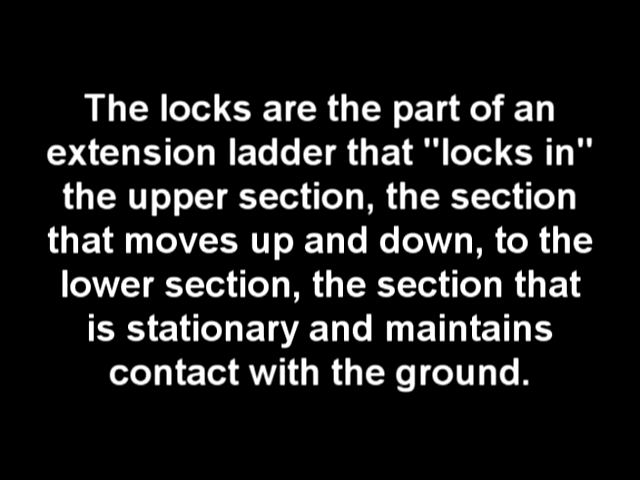 The locks are the part of an
extension ladder that "locks in"
the upper section, the section
that moves up and down, to the
lower section, the section that
is stationary and maintains
contact with the ground.